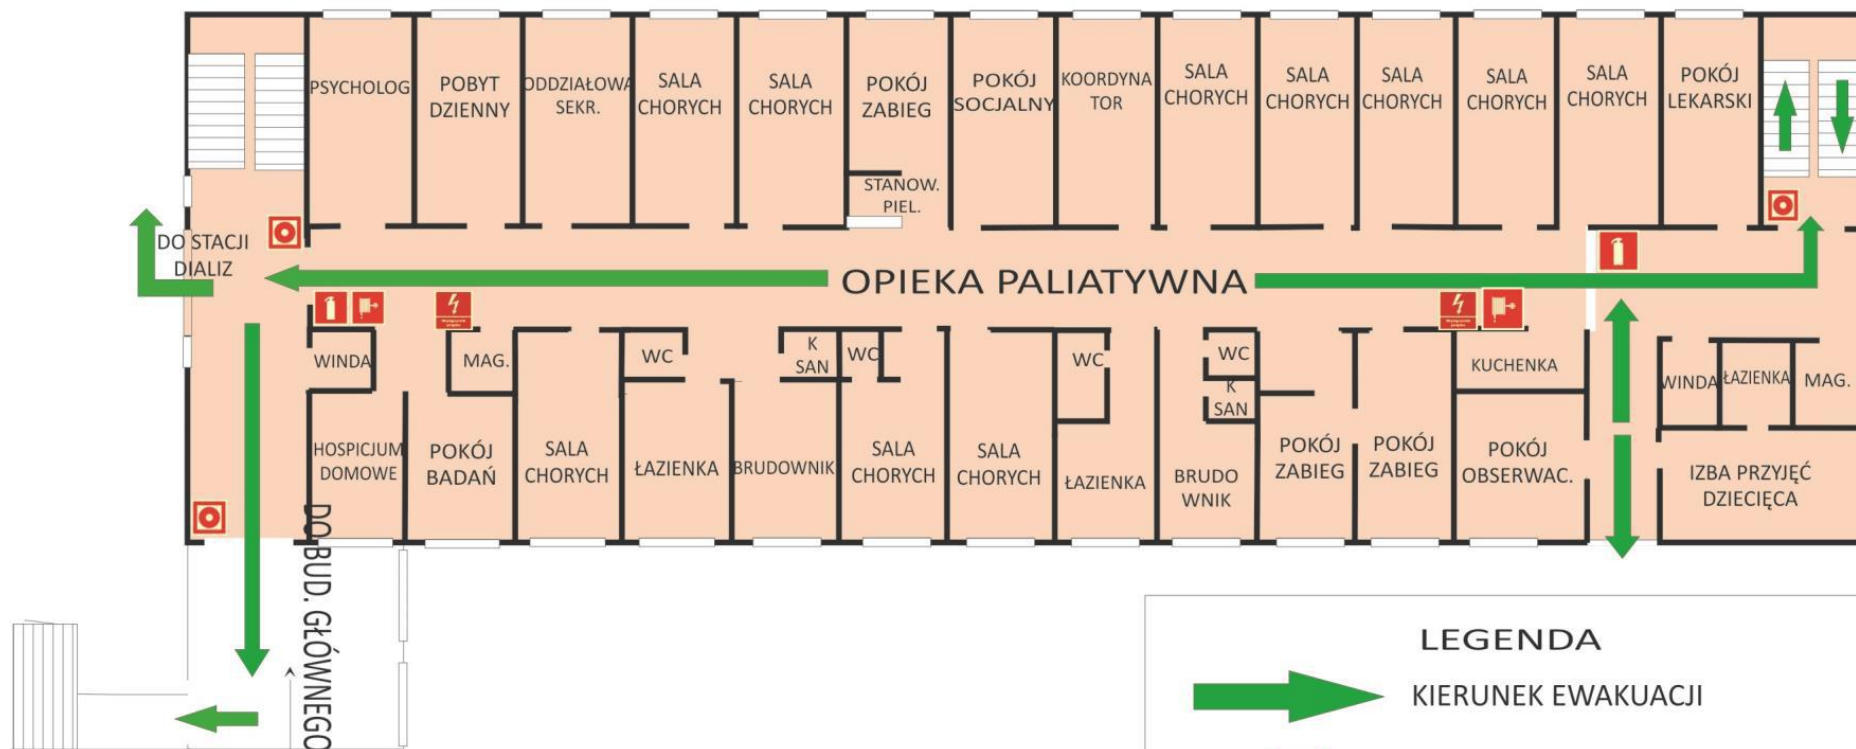 PSYCHOLOG
POBYT
DZIENNY
ODDZIAŁOWA
SEKR.
SALA
CHORYCH
SALA
CHORYCH
POKÓJ
ZABIEG
STANOW.
PIEL.
POKÓJ
SOCJALNY
KOORDYNA
TOR
SALA
CHORYCH
SALA
CHORYCH
SALA
CHORYCH
SALA
CHORYCH
SALA
CHORYCH
POKÓJ
LEKARSKI
DO STACJI
DIALIZ
OPIEKA PALIATYWNA
WINDA
MAG.
WC
K
SAN
WC
WC
WC
K
SAN
KUCHENKA
WINDA
ŁAZIENKA
MAG.
HOSPICJUM
DOMOWE
POKÓJ
BADAŃ
SALA
CHORYCH
ŁAZIENKA
BRUDOWNIK
SALA
CHORYCH
SALA
CHORYCH
ŁAZIENKA
BRUDO
WNIK
POKÓJ
ZABIEG
POKÓJ
ZABIEG
POKÓJ
OBSERWAC.
IZBA PRZYJĘĆ
DZIECIĘCA
DO BUD. GŁÓWNEGO
LEGENDA
KIERUNEK EWAKUACJI